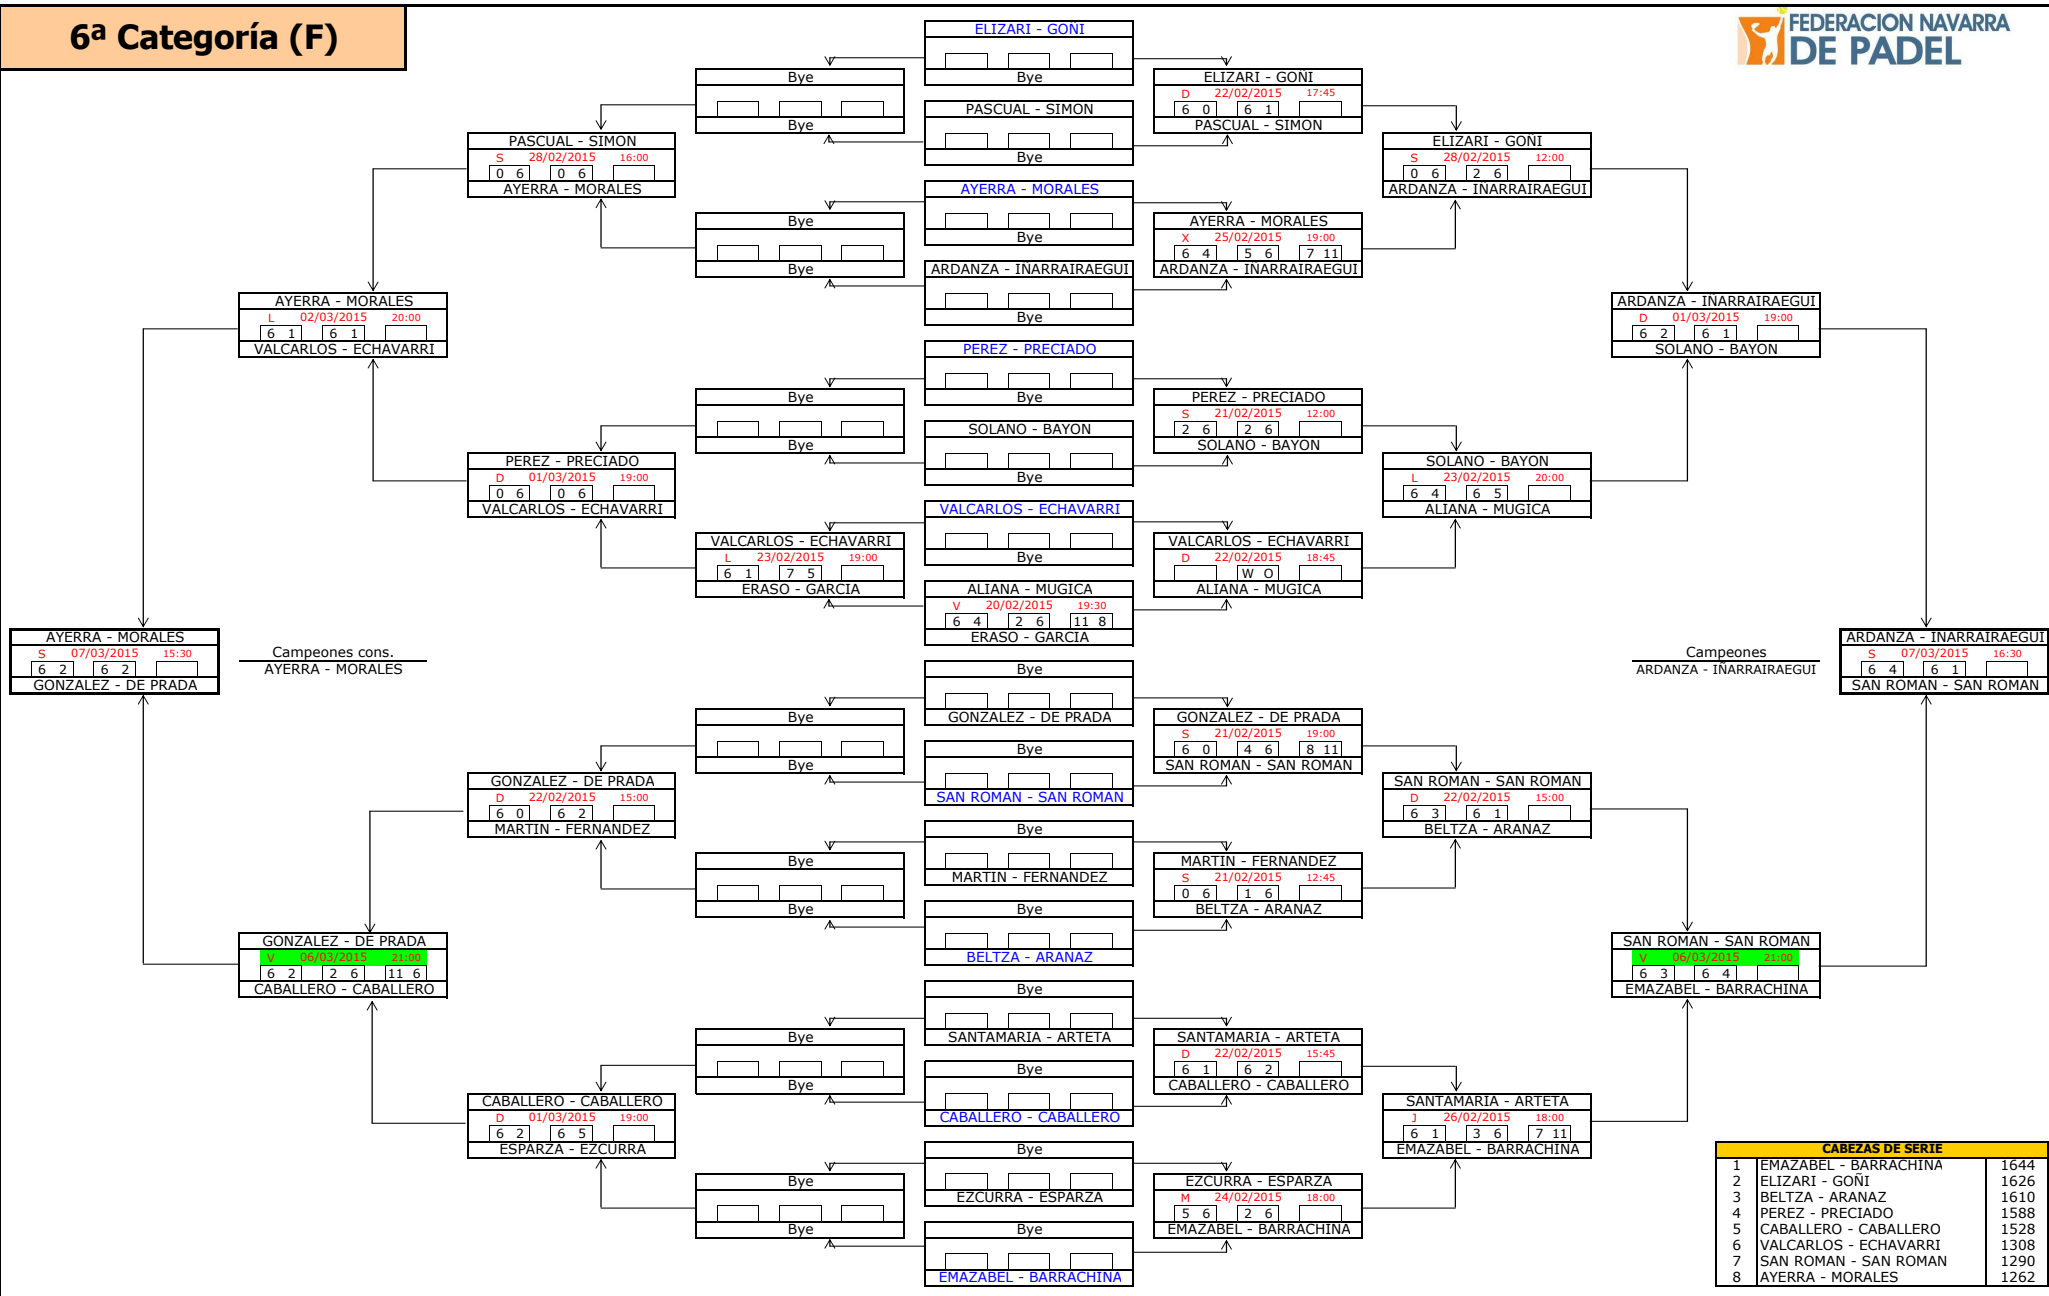 6ª Categoría (F)
FEDERACION NAVARRA
DE PADEL
AYERRA - MORALES
S 07/03/2015 15:30
6 2 6 2
GONZALEZ - DE PRADA
Campeones cons.
AYERRA - MORALES
AYERRA - MORALES
L 02/03/2015 20:00
6 1 6 1
VALCARLOS - ECHAVARRI
GONZALEZ - DE PRADA
V 06/03/2015 21:00
6 2 2 6 11 6
CABALLERO - CABALLERO
PASCUAL - SIMON
S 28/02/2015 16:00
0 6 0 6
AYERRA - MORALES
PEREZ - PRECIADO
D 01/03/2015 19:00
0 6 0 6
VALCARLOS - ECHAVARRI
GONZALEZ - DE PRADA
D 22/02/2015 15:00
6 0 6 2
MARTIN - FERNANDEZ
CABALLERO - CABALLERO
D 01/03/2015 19:00
6 2 6 5
ESPARZA - EZCURRA
Bye
Bye
Bye
Bye
Bye
Bye
VALCARLOS - ECHAVARRI
L 23/02/2015 19:00
6 1 7 5
ERASO - GARCIA
Bye
Bye
Bye
Bye
Bye
Bye
Bye
Bye
ELIZARI - GOÑI
Bye
PASCUAL - SIMON
Bye
AYERRA - MORALES
Bye
ARDANZA - IÑARRAIRAEGUI
Bye
PEREZ - PRECIADO
Bye
SOLANO - BAYON
Bye
VALCARLOS - ECHAVARRI
Bye
ALIANA - MUGICA
V 20/02/2015 19:30
6 4 2 6 11 8
ERASO - GARCIA
Bye
GONZALEZ - DE PRADA
Bye
SAN ROMAN - SAN ROMAN
Bye
MARTIN - FERNANDEZ
Bye
BELTZA - ARANAZ
Bye
SANTAMARIA - ARTETA
Bye
CABALLERO - CABALLERO
Bye
EZCURRA - ESPARZA
Bye
EMAZABEL - BARRACHINA
ELIZARI - GOÑI
D 22/02/2015 17:45
6 0 6 1
PASCUAL - SIMON
AYERRA - MORALES
X 25/02/2015 19:00
6 4 5 6 7 11
ARDANZA - IÑARRAIRAEGUI
PEREZ - PRECIADO
S 21/02/2015 12:00
2 6 2 6
SOLANO - BAYON
VALCARLOS - ECHAVARRI
D 22/02/2015 18:45
W O
ALIANA - MUGICA
GONZALEZ - DE PRADA
S 21/02/2015 19:00
6 0 4 6 8 11
SAN ROMAN - SAN ROMAN
MARTIN - FERNANDEZ
S 21/02/2015 12:45
0 6 1 6
BELTZA - ARANAZ
SANTAMARIA - ARTETA
D 22/02/2015 15:45
6 1 6 2
CABALLERO - CABALLERO
EZCURRA - ESPARZA
M 24/02/2015 18:00
5 6 2 6
EMAZABEL - BARRACHINA
ELIZARI - GOÑI
S 28/02/2015 12:00
0 6 2 6
ARDANZA - IÑARRAIRAEGUI
SOLANO - BAYON
L 23/02/2015 20:00
6 4 6 5
ALIANA - MUGICA
SAN ROMAN - SAN ROMAN
D 22/02/2015 15:00
6 3 6 1
BELTZA - ARANAZ
SANTAMARIA - ARTETA
J 26/02/2015 18:00
6 1 3 6 7 11
EMAZABEL - BARRACHINA
ARDANZA - IÑARRAIRAEGUI
D 01/03/2015 19:00
6 2 6 1
SOLANO - BAYON
SAN ROMAN - SAN ROMAN
V 06/03/2015 21:00
6 3 6 4
EMAZABEL - BARRACHINA
Campeones
ARDANZA - IÑARRAIRAEGUI
ARDANZA - IÑARRAIRAEGUI
S 07/03/2015 16:30
6 4 6 1
SAN ROMAN - SAN ROMAN
CABEZAS DE SERIE
1 EMAZABEL - BARRACHINA 1644
2 ELIZARI - GOÑI 1626
3 BELTZA - ARANAZ 1610
4 PEREZ - PRECIADO 1588
5 CABALLERO - CABALLERO 1528
6 VALCARLOS - ECHAVARRI 1308
7 SAN ROMAN - SAN ROMAN 1290
8 AYERRA - MORALES 1262